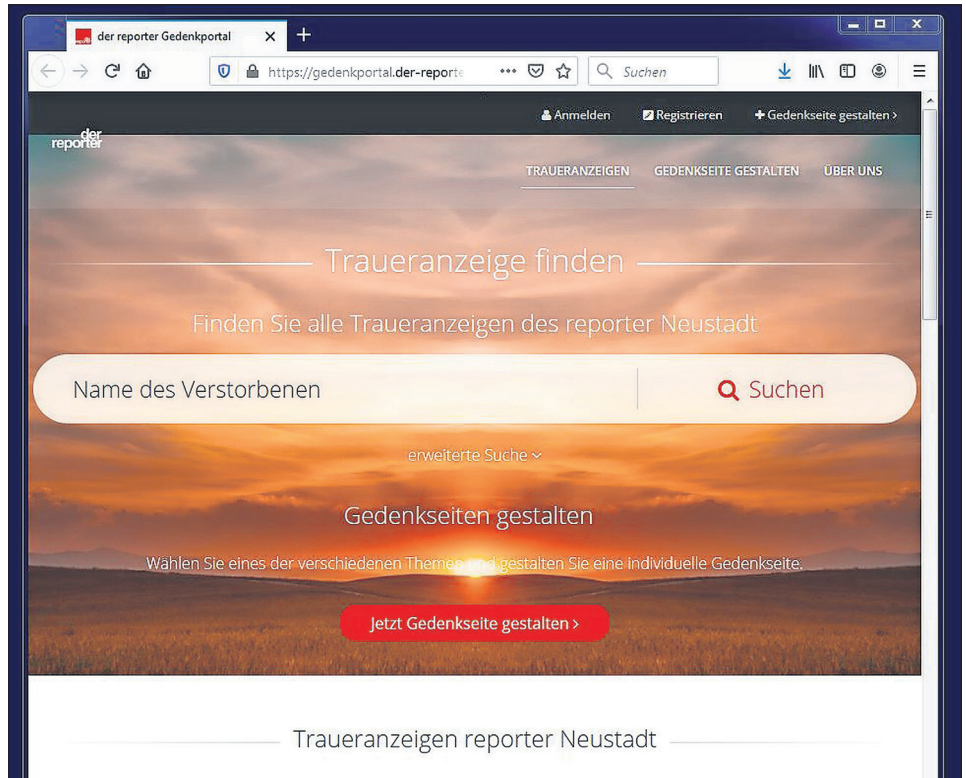 der reporter Gedenkportal
https://gedenkportal.der-reporte
Suchen
Anmelden Registrieren Gedenkseite gestalten >
der
reporter
TRAUERANZEIGEN GEDENKSEITE GESTALTEN ÜBER UNS
Traueranzeige finden
Finden Sie alle Traueranzeigen des reporter Neustadt
Name des Verstorbenen Suchen
erweiterte Suche
Gedenkseiten gestalten
Wählen Sie eines der verschiedenen Themen und gestalten Sie eine individuelle Gedenkseite.
Jetzt Gedenkseite gestalten >
Traueranzeigen reporter Neustadt